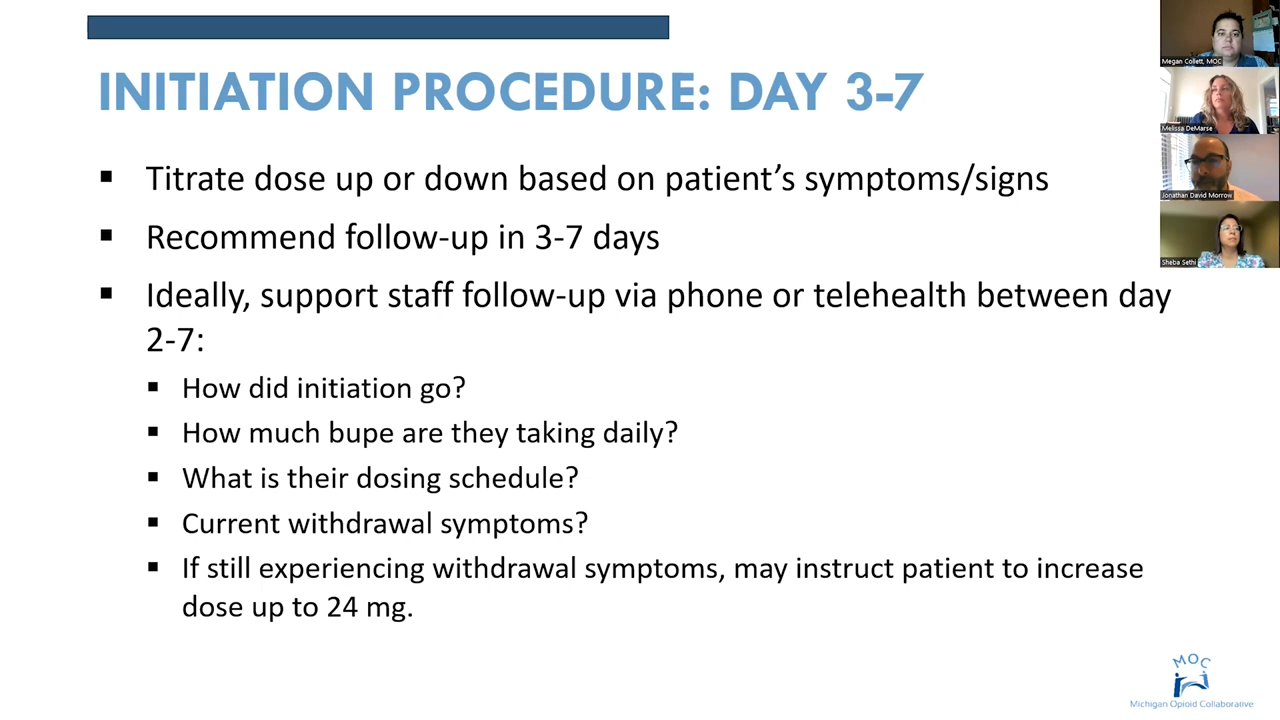 INITIATION PROCEDURE: DAY 3-7
▪ Titrate dose up or down based on patient’s symptoms/signs
▪ Recommend follow-up in 3-7 days
▪ Ideally, support staff follow-up via phone or telehealth between day
2-7:
▪ How did initiation go?
▪ How much bupe are they taking daily?
▪ What is their dosing schedule?
▪ Current withdrawal symptoms?
▪ If still experiencing withdrawal symptoms, may instruct patient to increase
dose up to 24 mg.
Megan Collett, MOC
Melissa DeMarse
Jonathan David Morrow
Sheba Sethi
MOC
Michigan Opioid Collaborative